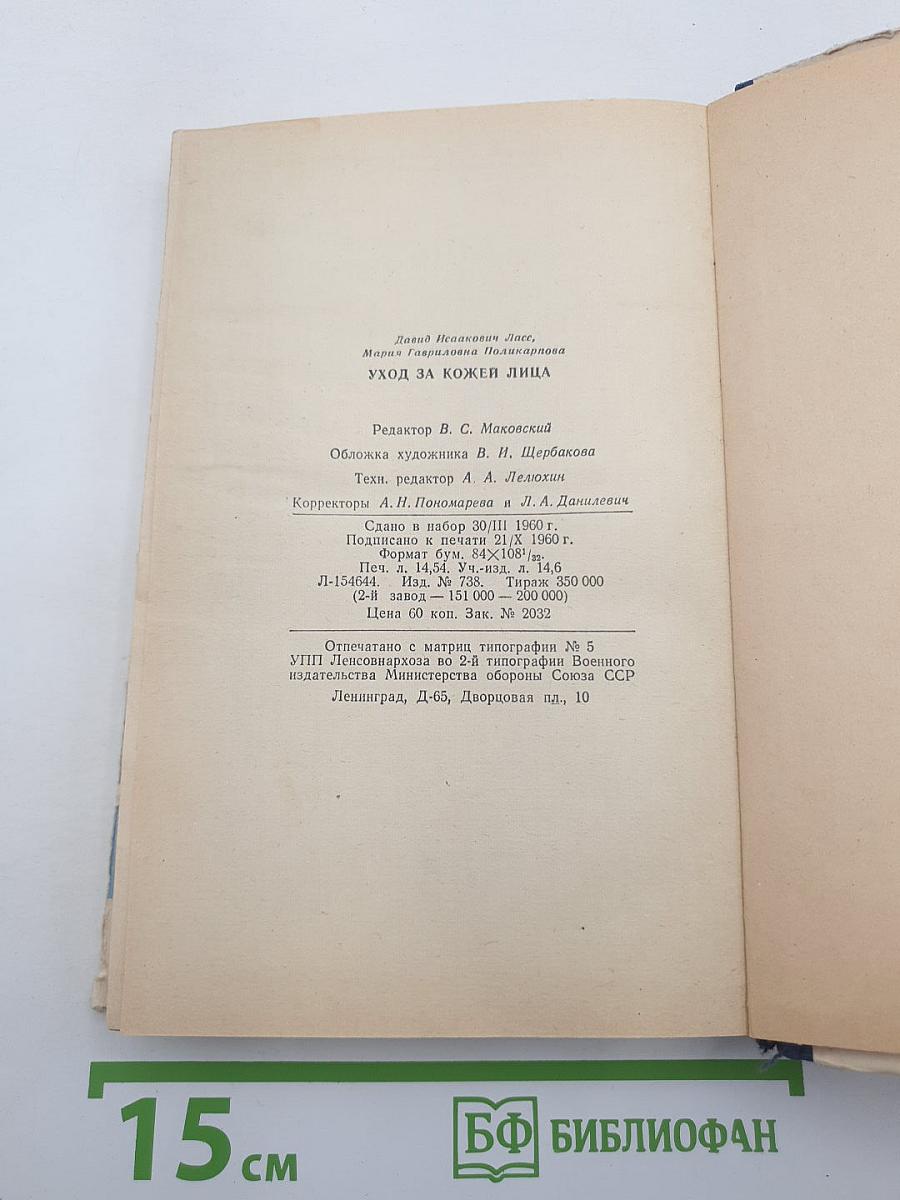 Давид Исаакович Ласс,
Мария Гавриловна Поликарпова
УХОД ЗА КОЖЕЙ ЛИЦА
Редактор В. С. Маковский
Обложка художника В. И. Щербакова
Техн. редактор А. А. Лелюхин
Корректоры А. Н. Пономарева и Л. А. Данилевич
Сдано в набор 30/III 1960 г.
Подписано к печати 21/X 1960 г.
Формат бум. 84×108¹/₃₂.
Печ. л. 14,54. Уч.-изд. л. 14,6
Л-154644. Изд. № 738. Тираж 350 000
(2-й завод — 151 000 — 200 000)
Цена 60 коп. Зак. № 2032
Отпечатано с матриц типографии № 5
УПП Ленсовнархоза во 2-й типографии Военного
издательства Министерства обороны Союза ССР
Ленинград, Д-65, Дворцовая пл., 10
15 см
БФ БИБЛИОФАН